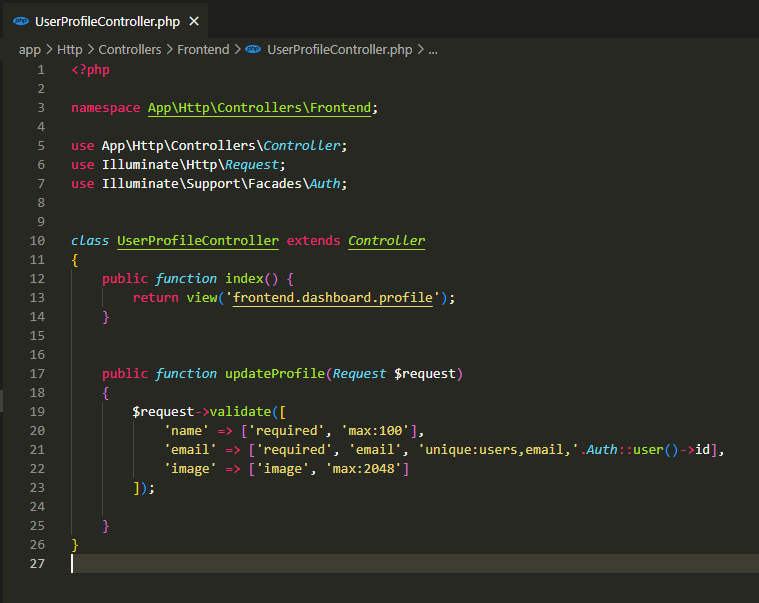 php UserProfileController.php ×
app > Http > Controllers > Frontend > php UserProfileController.php > ...
1 <?php
2
3 namespace App\Http\Controllers\Frontend;
4
5 use App\Http\Controllers\Controller;
6 use Illuminate\Http\Request;
7 use Illuminate\Support\Facades\Auth;
8
9
10 class UserProfileController extends Controller
11 {
12     public function index() {
13         return view('frontend.dashboard.profile');
14     }
15
16
17     public function updateProfile(Request $request)
18     {
19         $request->validate([
20             'name' => ['required', 'max:100'],
21             'email' => ['required', 'email', 'unique:users,email,'.Auth::user()->id],
22             'image' => ['image', 'max:2048']
23         ]);
24
25     }
26 }
27